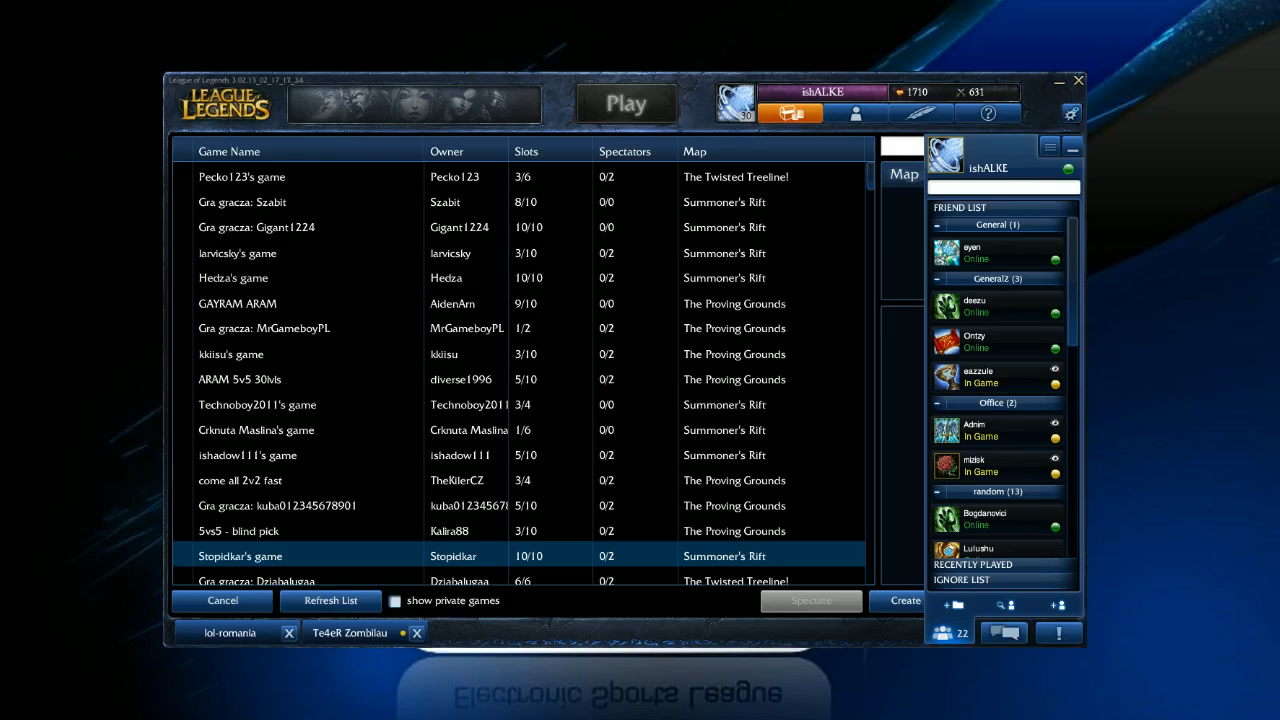 League of Legends 3.02.13_02_17_17_34
LEAGUE OF LEGENDS
Play
ishALKE
1710
631
30
Game Name Owner Slots Spectators Map
Pecko123's game Pecko123 3/6 0/2 The Twisted Treeline!
Gra gracza: Szabit Szabit 8/10 0/0 Summoner's Rift
Gra gracza: Gigant1224 Gigant1224 10/10 0/0 Summoner's Rift
larvicsky's game larvicsky 3/10 0/2 Summoner's Rift
Hedza's game Hedza 10/10 0/2 Summoner's Rift
GAYRAM ARAM AidenArn 9/10 0/0 The Proving Grounds
Gra gracza: MrGameboyPL MrGameboyPL 1/2 0/2 The Proving Grounds
kkiisu's game kkiisu 3/10 0/2 The Proving Grounds
ARAM 5v5 30lvls diverse1996 5/10 0/2 The Proving Grounds
Technoboy2011's game Technoboy2011 3/4 0/0 Summoner's Rift
Crknuta Maslina's game Crknuta Maslina 1/6 0/2 Summoner's Rift
ishadow111's game ishadow111 5/10 0/2 Summoner's Rift
come all 2v2 fast TheKilerCZ 3/4 0/2 The Proving Grounds
Gra gracza: kuba012345678901 kuba01234567 5/10 0/2 The Proving Grounds
5vs5 - blind pick Kalira88 3/10 0/2 The Proving Grounds
Stopidkar's game Stopidkar 10/10 0/2 Summoner's Rift
Gra gracza: Dziabalugaa Dziabalugaa 6/6 0/2 The Twisted Treeline!
Cancel
Refresh List
show private games
Spectate
Create
lol-romania X
Te4eR Zombilau X
Map
ishALKE
FRIEND LIST
General (1)
eyen
Online
General2 (3)
deezu
Online
Ontzy
Online
eazzule
In Game
Office (2)
Adnim
In Game
mizisk
In Game
random (13)
Bogdanovici
Online
Lulushu
RECENTLY PLAYED
IGNORE LIST
22
Electronic Sports League